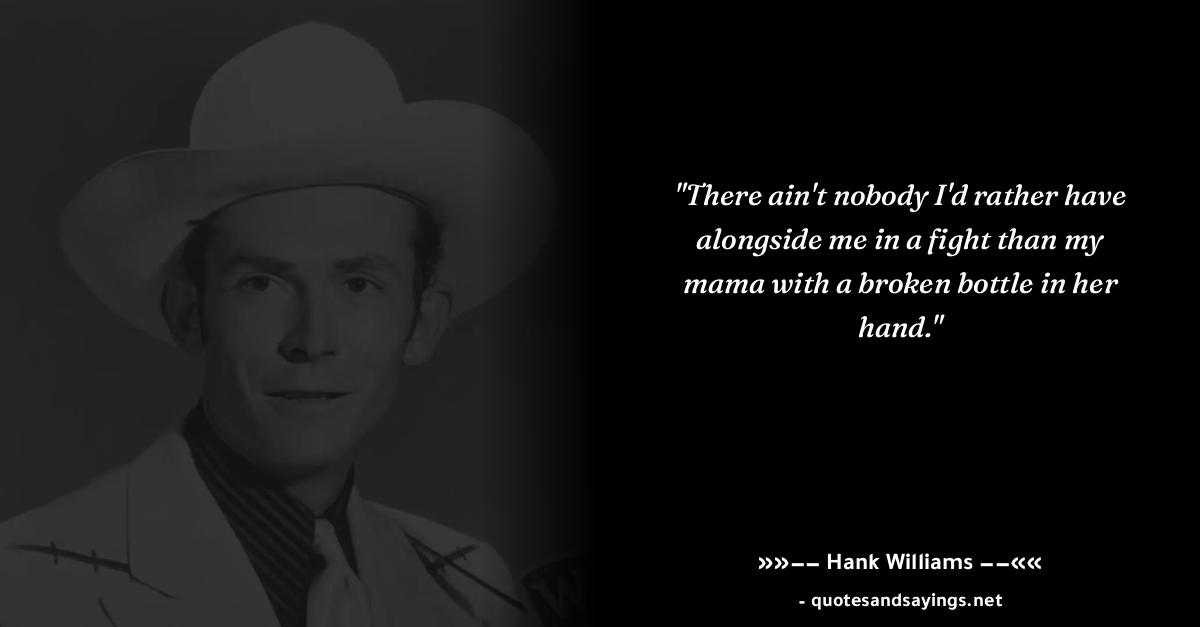 "There ain't nobody I'd rather have
alongside me in a fight than my
mama with a broken bottle in her
hand."
»»–– Hank Williams ––««
- quotesandsayings.net